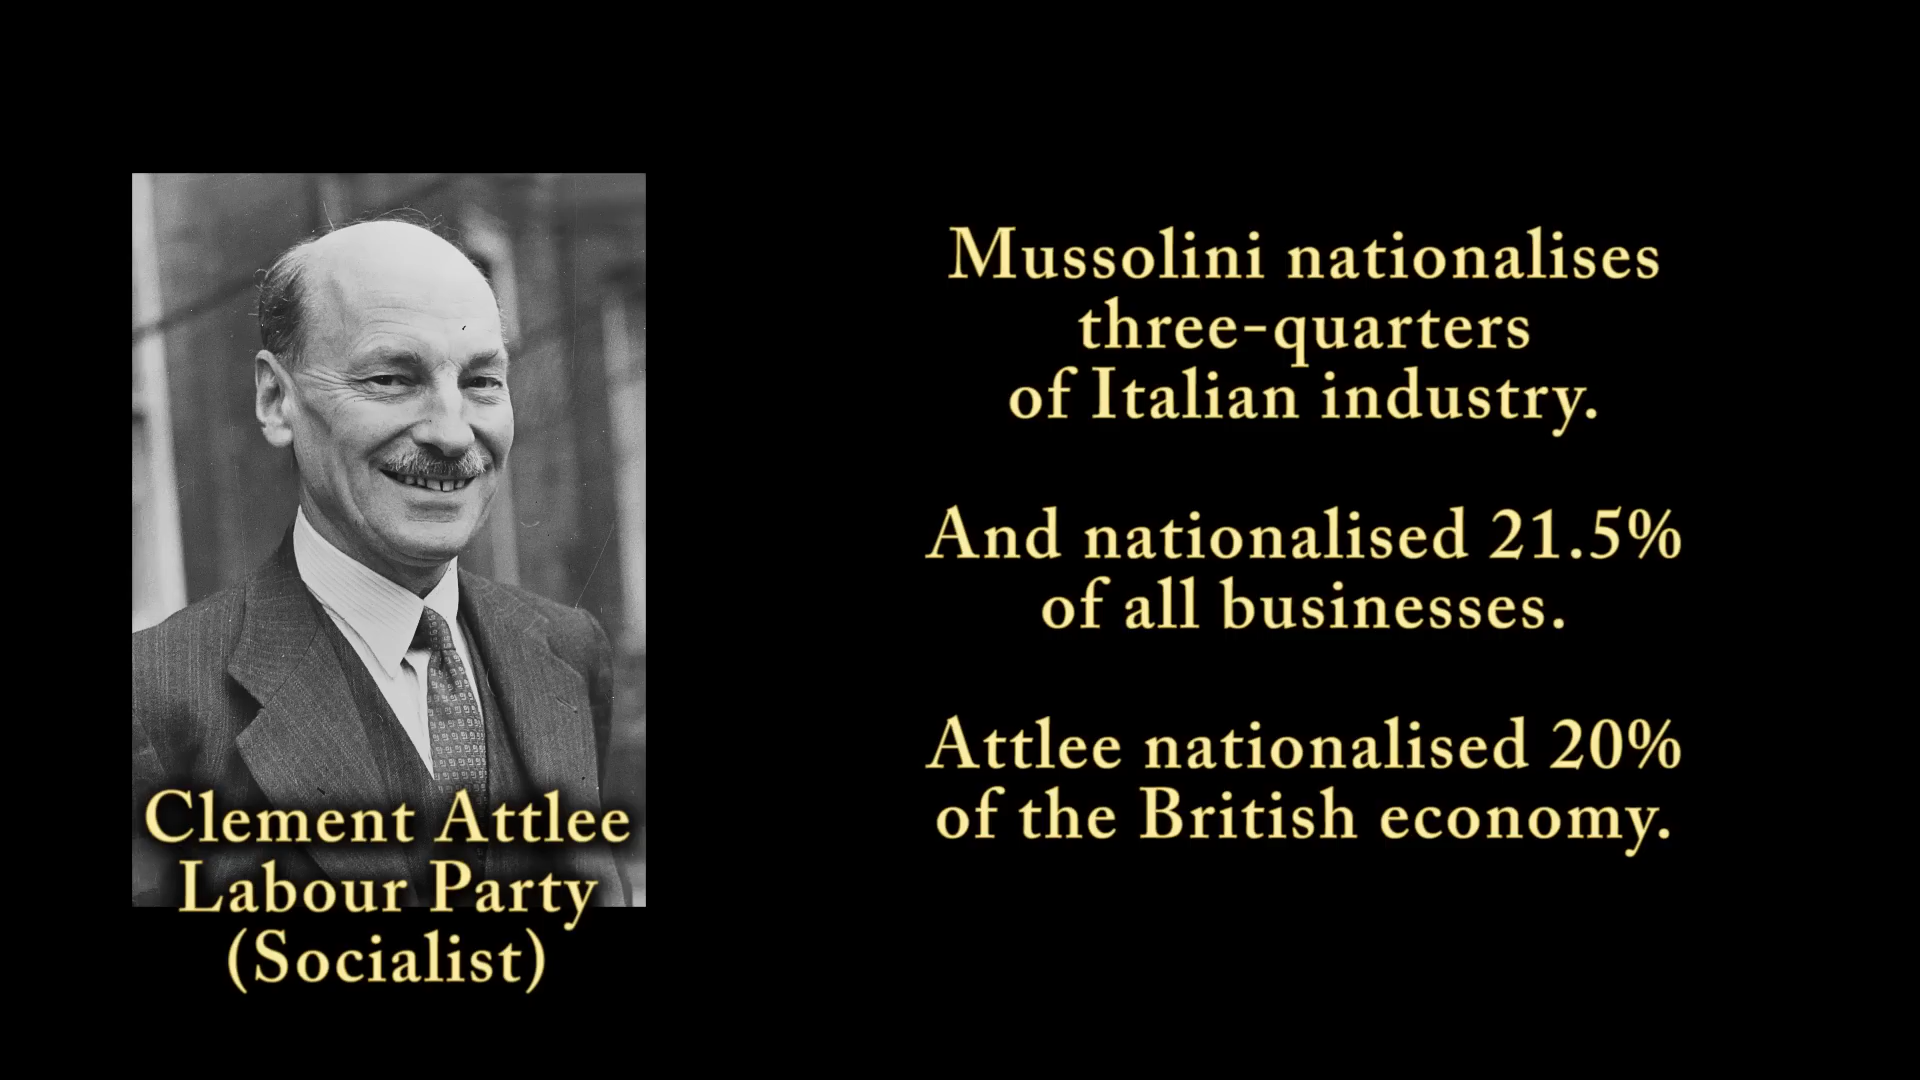 Mussolini nationalises
three-quarters
of Italian industry.
And nationalised 21.5%
of all businesses.
Attlee nationalised 20%
of the British economy.
Clement Attlee
Labour Party
(Socialist)